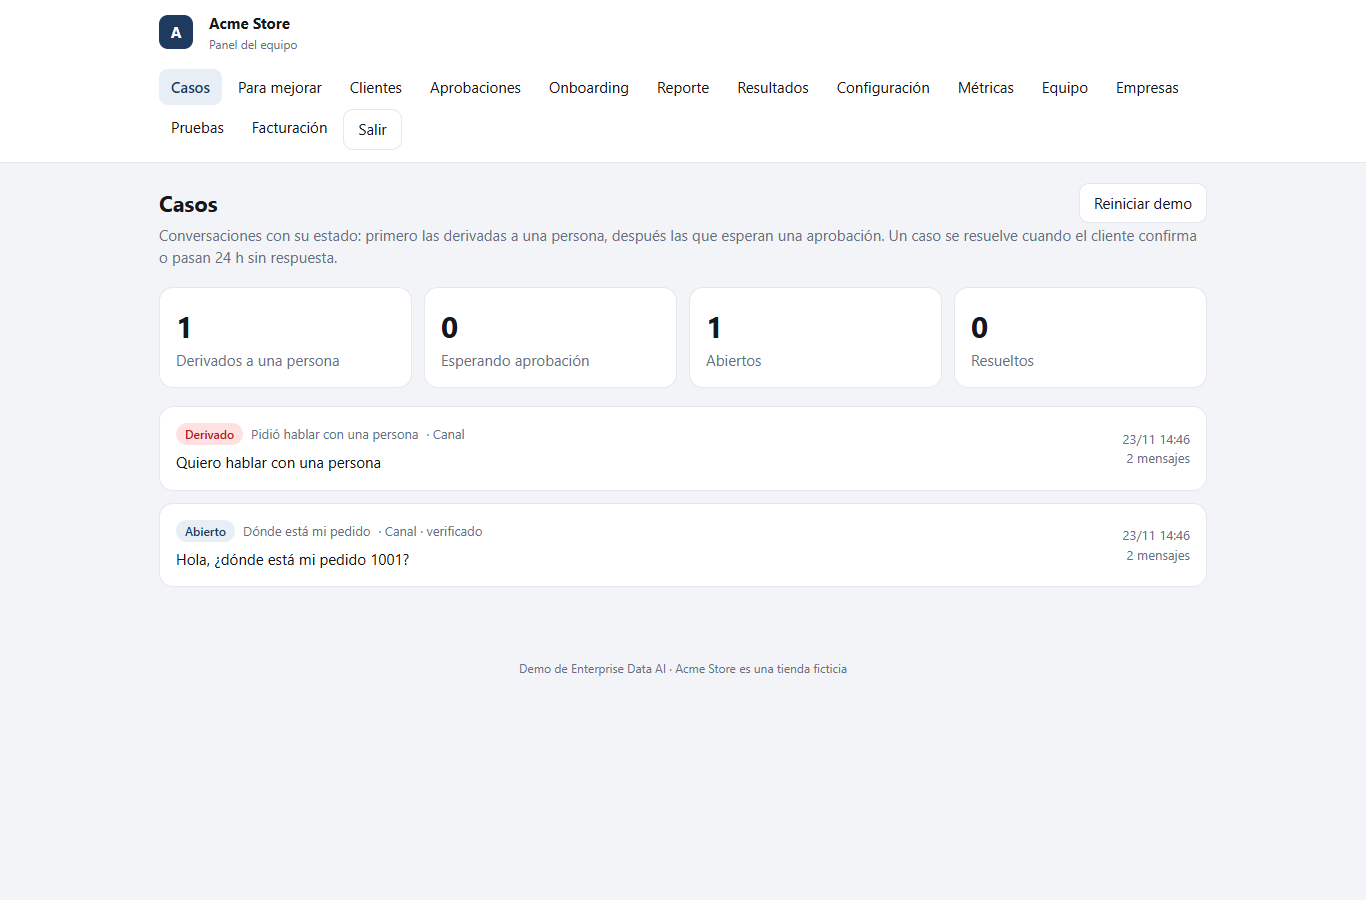 A
Acme Store
Panel del equipo
Casos
Para mejorar
Clientes
Aprobaciones
Onboarding
Reporte
Resultados
Configuración
Métricas
Equipo
Empresas
Pruebas
Facturación
Salir
Casos
Reiniciar demo
Conversaciones con su estado: primero las derivadas a una persona, después las que esperan una aprobación. Un caso se resuelve cuando el cliente confirma
o pasan 24 h sin respuesta.
1
Derivados a una persona
0
Esperando aprobación
1
Abiertos
0
Resueltos
Derivado Pidió hablar con una persona · Canal
Quiero hablar con una persona
23/11 14:46
2 mensajes
Abierto Dónde está mi pedido · Canal · verificado
Hola, ¿dónde está mi pedido 1001?
23/11 14:46
2 mensajes
Demo de Enterprise Data AI · Acme Store es una tienda ficticia